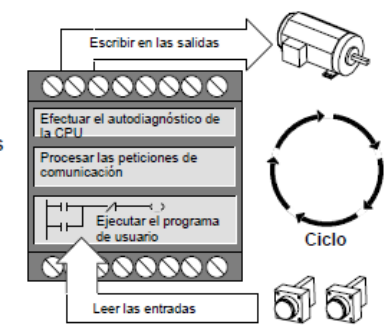 Escribir en las salidas
Efectuar el autodiagnóstico de
la CPU
s
Procesar las peticiones de
comunicación
Ejecutar el programa
de usuario
Ciclo
Leer las entradas